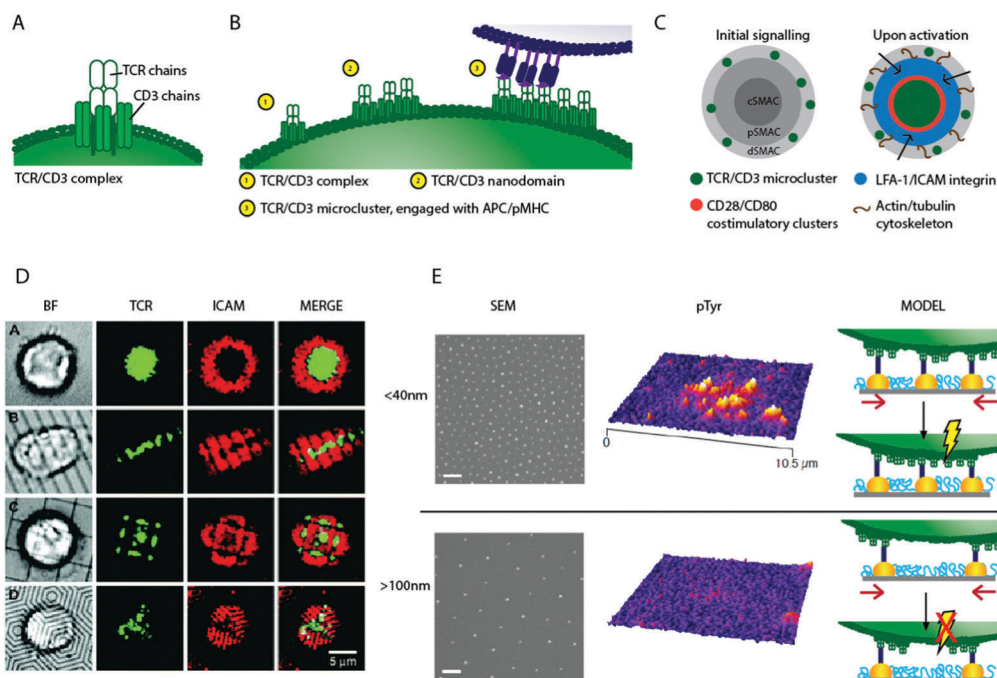 A
TCR chains
CD3 chains
TCR/CD3 complex
B
1
2
3
1 TCR/CD3 complex
2 TCR/CD3 nanodomain
3 TCR/CD3 microcluster, engaged with APC/pMHC
C
Initial signalling
Upon activation
cSMAC
pSMAC
dSMAC
TCR/CD3 microcluster
LFA-1/ICAM integrin
CD28/CD80
costimulatory clusters
Actin/tubulin
cytoskeleton
D
BF TCR ICAM MERGE
A
B
C
D
5 μm
E
SEM pTyr MODEL
<40nm
0
10.5 μm
>100nm